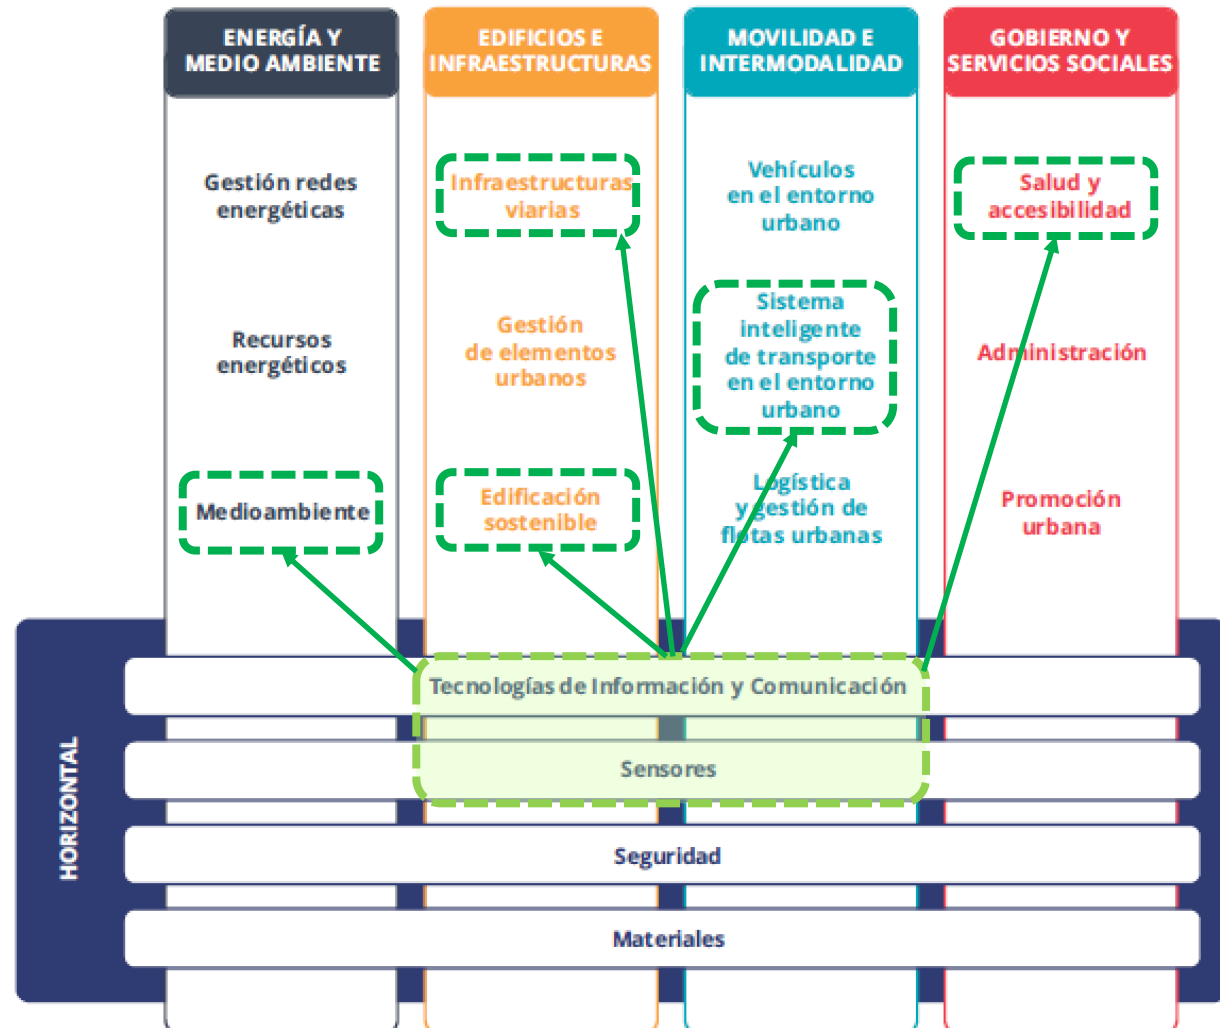 ENERGÍA Y
MEDIO AMBIENTE
EDIFICIOS E
INFRAESTRUCTURAS
MOVILIDAD E
INTERMODALIDAD
GOBIERNO Y
SERVICIOS SOCIALES
Gestión redes
energéticas
Recursos
energéticos
Medioambiente
Infraestructuras
viarias
Gestión
de elementos
urbanos
Edificación
sostenible
Vehículos
en el entorno
urbano
Sistema
inteligente
de transporte
en el entorno
urbano
Logística
y gestión de
flotas urbanas
Salud y
accesibilidad
Administración
Promoción
urbana
HORIZONTAL
Tecnologías de Información y Comunicación
Sensores
Seguridad
Materiales